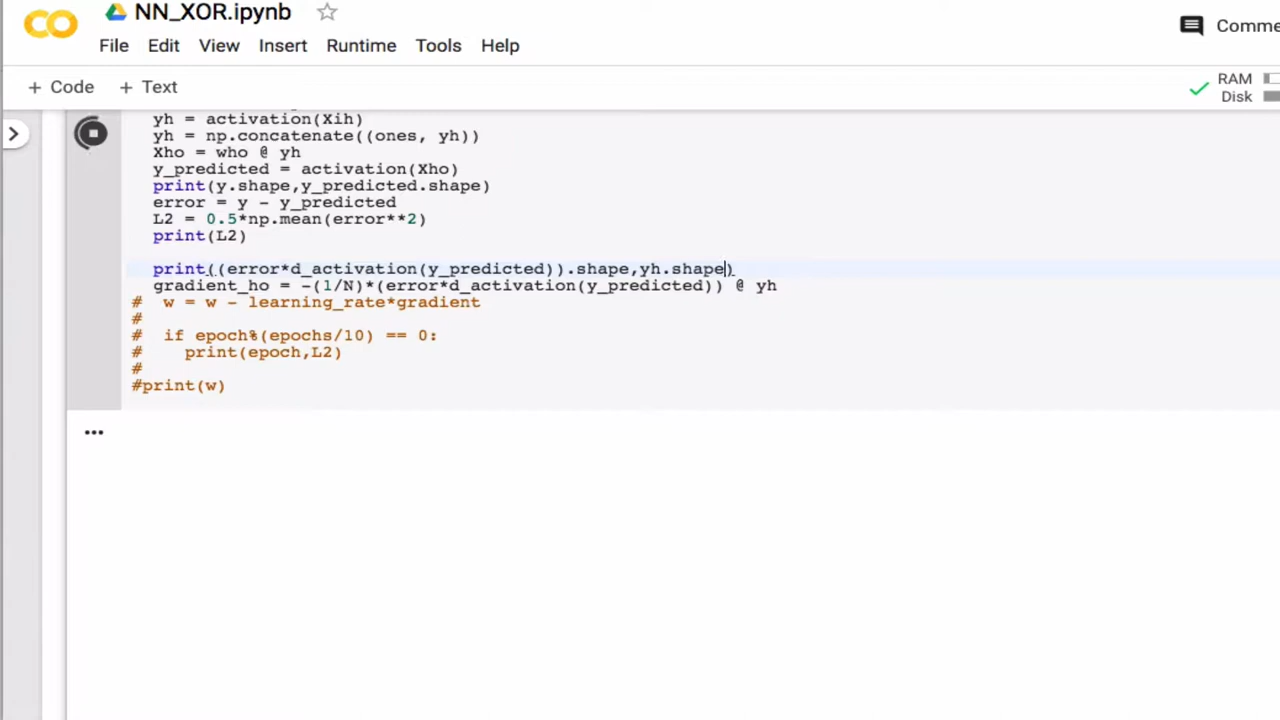 NN_XOR.ipynb
Comme
File Edit View Insert Runtime Tools Help
+ Code + Text
RAM
Disk
yh = activation(Xih)
yh = np.concatenate((ones, yh))
Xho = who @ yh
y_predicted = activation(Xho)
print(y.shape,y_predicted.shape)
error = y - y_predicted
L2 = 0.5*np.mean(error**2)
print(L2)
print((error*d_activation(y_predicted)).shape,yh.shape)
gradient_ho = -(1/N)*(error*d_activation(y_predicted)) @ yh
#  w = w - learning_rate*gradient
#
#  if epoch%(epochs/10) == 0:
#    print(epoch,L2)
#
#print(w)